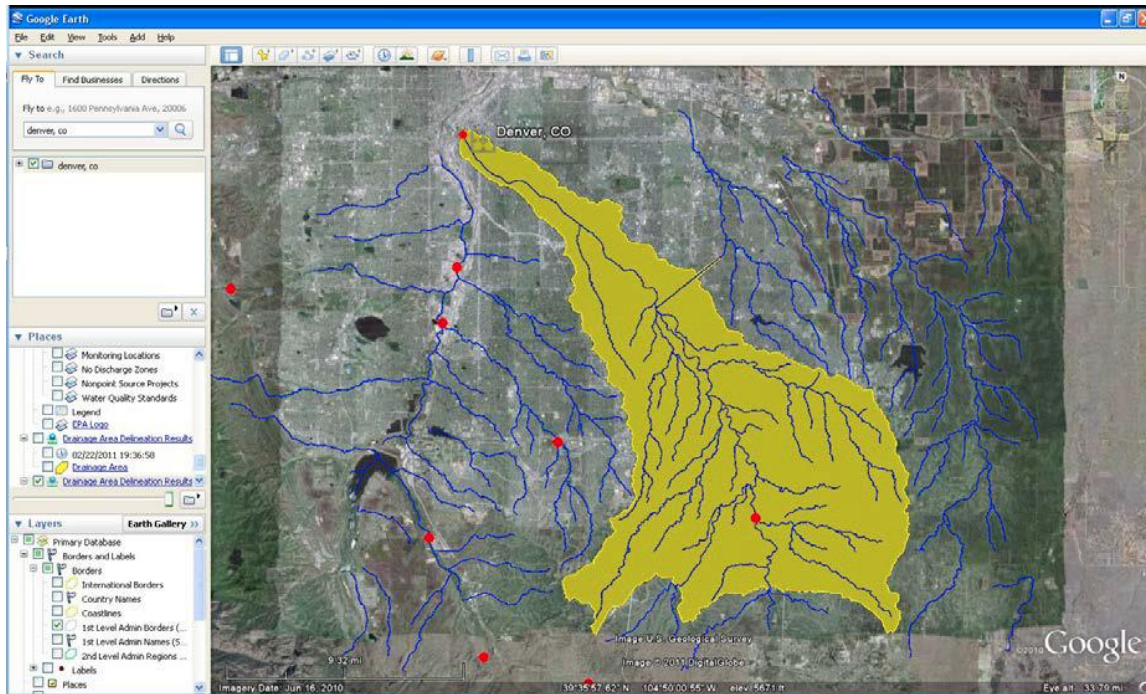 Google Earth
File Edit View Tools Add Help
Search
Fly To Find Businesses Directions
Fly to e.g., 1600 Pennsylvania Ave, 20006
denver, co
denver, co
Places
Monitoring Locations
No Discharge Zones
Nonpoint Source Projects
Water Quality Standards
Legend
EPA Logo
Drainage Area Delineation Results
02/22/2011 19:36:58
Drainage Area
Drainage Area Delineation Results
Layers Earth Gallery »
Primary Database
Borders and Labels
Borders
International Borders
Country Names
Coastlines
1st Level Admin Borders (...
1st Level Admin Names (S...
2nd Level Admin Regions ...
Labels
Places
N
Denver, CO
Image U.S. Geological Survey
Image © 2011 DigitalGlobe
©2010 Google
9.32 mi
Imagery Date: Jun 16, 2010 39°35'57.62" N 104°50'00.55" W elev 5671 ft Eye alt 33.79 mi